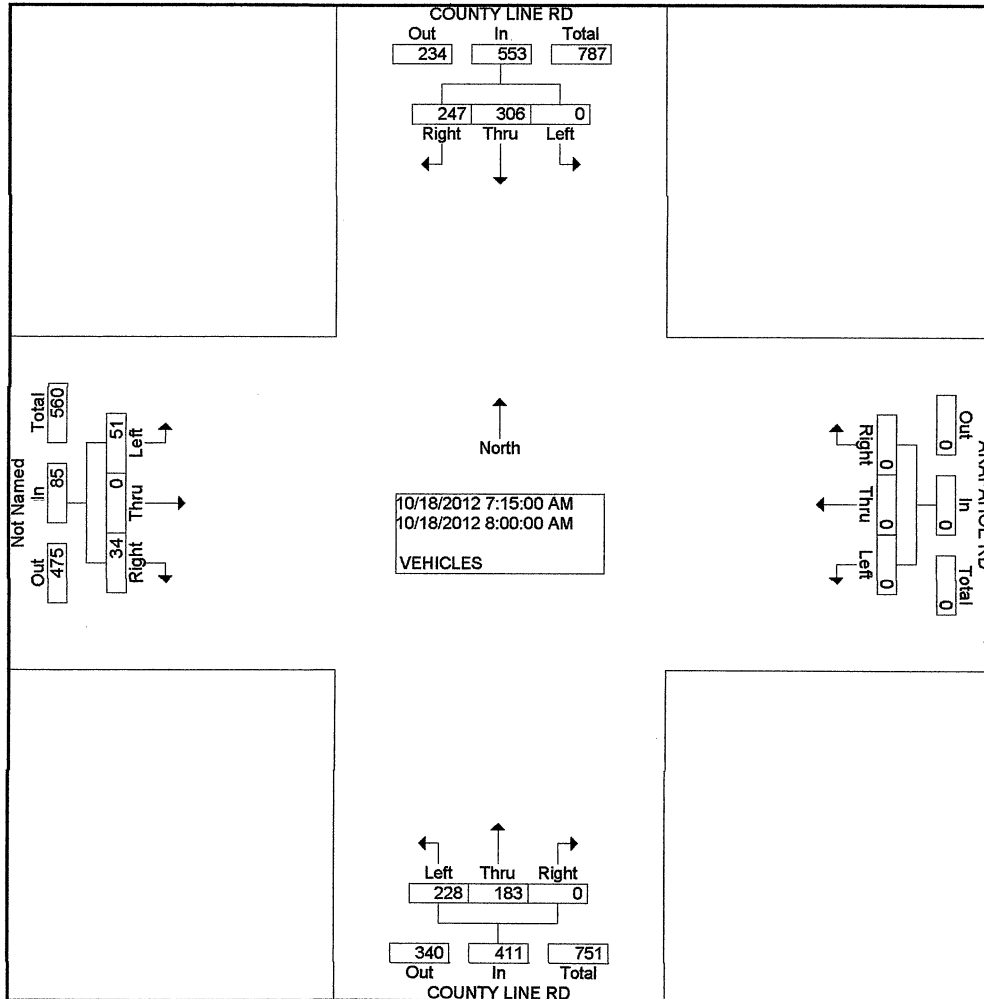 COUNTY LINE RD
Out In Total
234 553 787
247 306 0
Right Thru Left
Not Named
Total In Out
560 85 475
51 0 34
Left Thru Right
North
10/18/2012 7:15:00 AM
10/18/2012 8:00:00 AM
VEHICLES
Right Thru Left
0 0 0
Out In Total
0 0 0
RD
Left Thru Right
228 183 0
340 411 751
Out In Total
COUNTY LINE RD